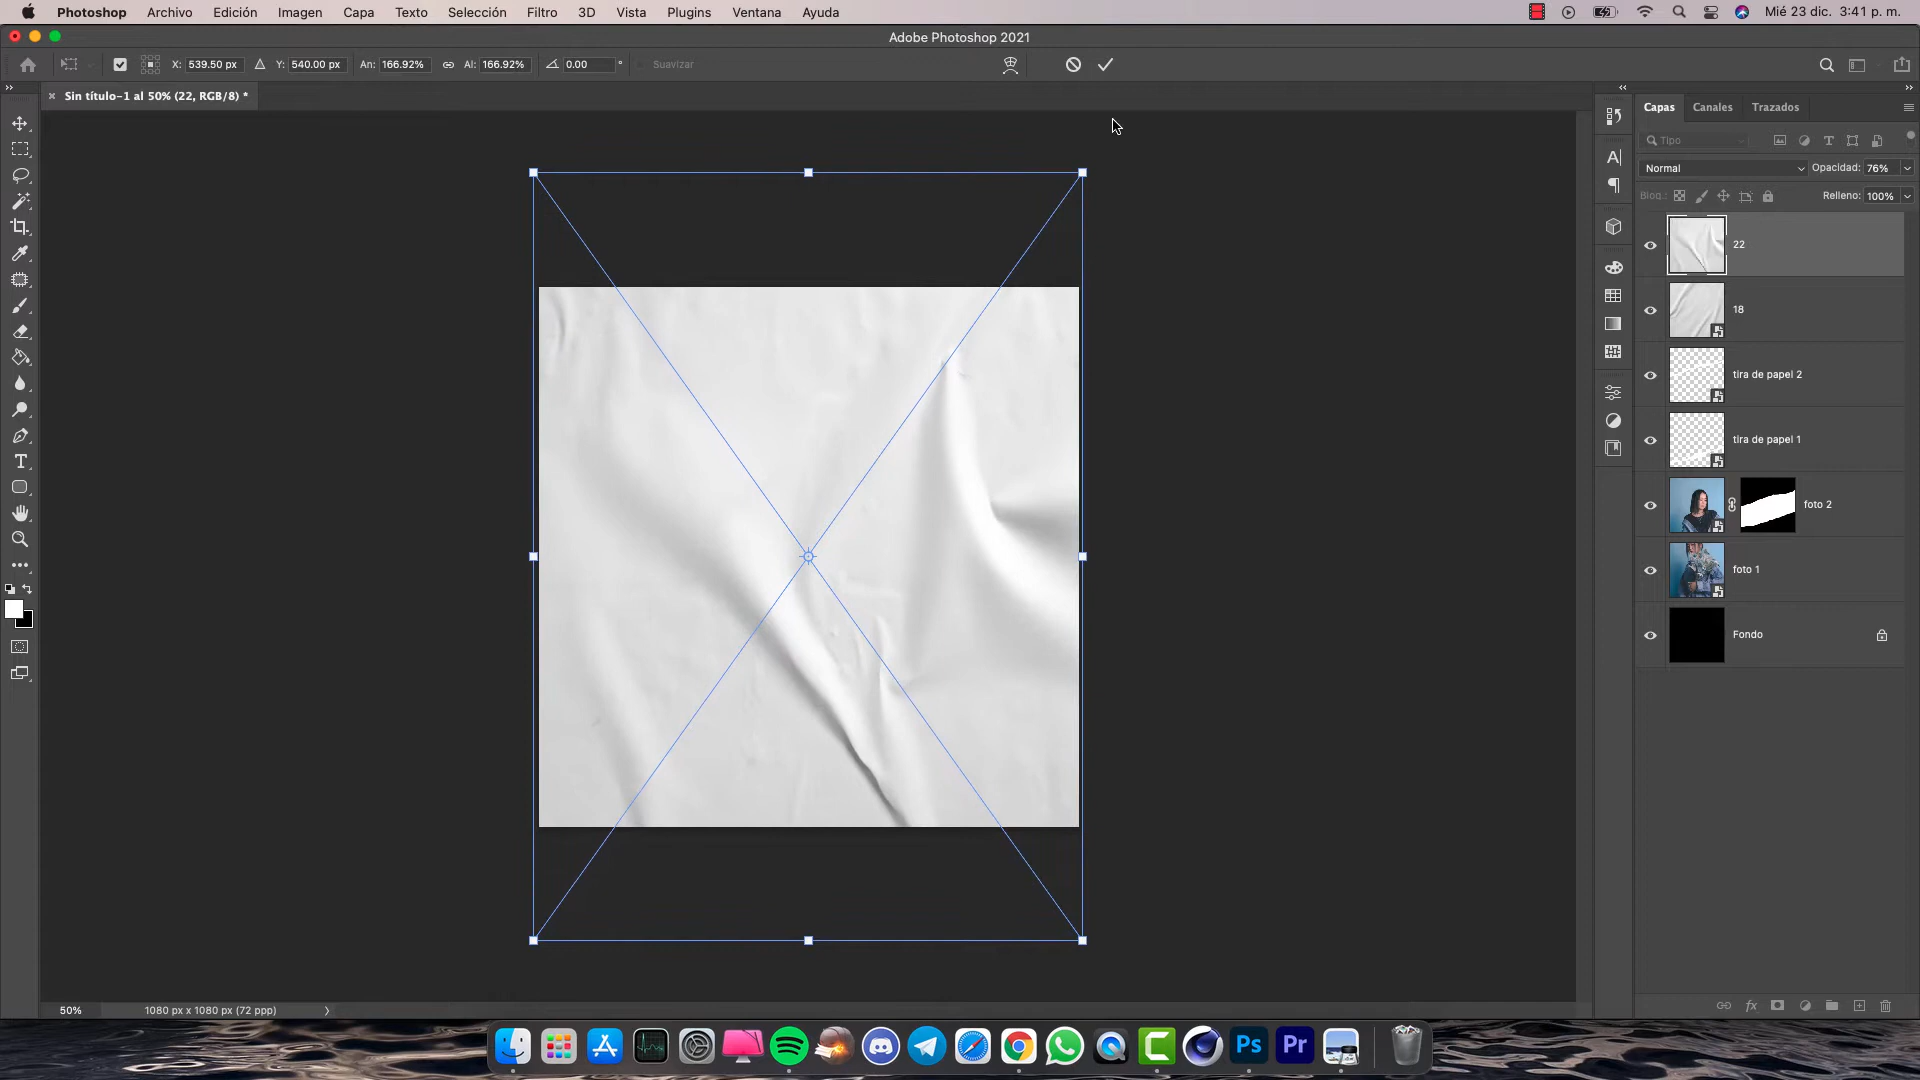 Photoshop Archivo Edición Imagen Capa Texto Selección Filtro 3D Vista Plugins Ventana Ayuda Mié 23 dic. 3:41 p. m.
Adobe Photoshop 2021
X: 539.50 px Y: 540.00 px An: 166.92% Al: 166.92% 0.00 ° Suavizar
Sin título-1 al 50% (22, RGB/8) *
Capas Canales Trazados
Tipo
Normal Opacidad: 76%
Bloq.: Relleno: 100%
22
18
tira de papel 2
tira de papel 1
foto 2
foto 1
Fondo
50% 1080 px x 1080 px (72 ppp)
Ps Pr